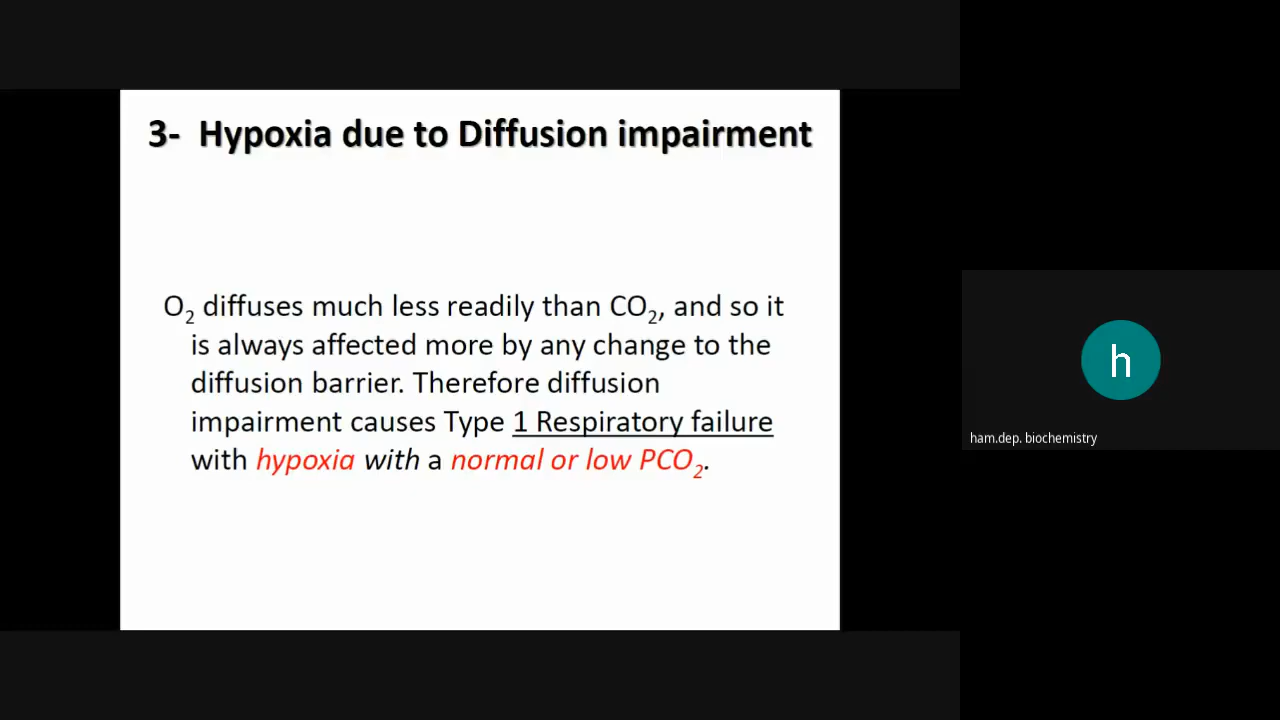 3- Hypoxia due to Diffusion impairment
O₂ diffuses much less readily than CO₂, and so it
is always affected more by any change to the
diffusion barrier. Therefore diffusion
impairment causes Type 1 Respiratory failure
with hypoxia with a normal or low PCO₂.
h
ham.dep. biochemistry